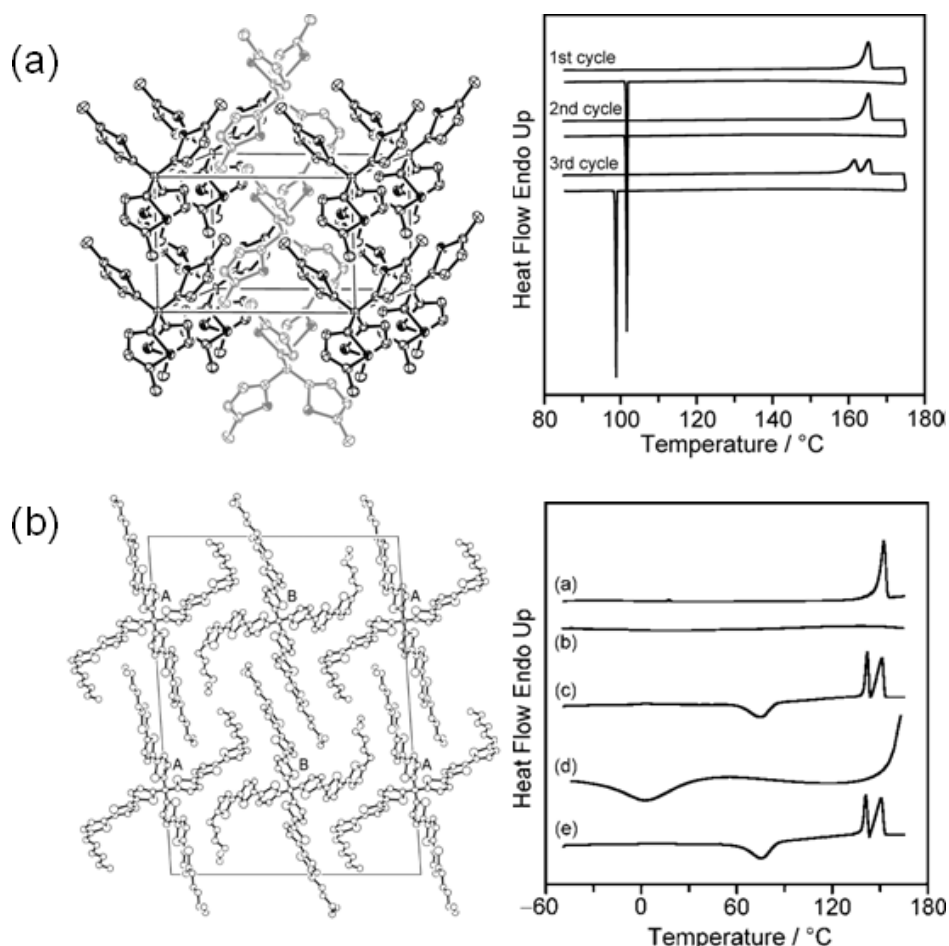 (a)
1st cycle
2nd cycle
3rd cycle
Heat Flow Endo Up
80 100 120 140 160 180
Temperature / °C
(b)
A B A
A B A
(a)
(b)
(c)
(d)
(e)
Heat Flow Endo Up
−60 0 60 120 180
Temperature / °C